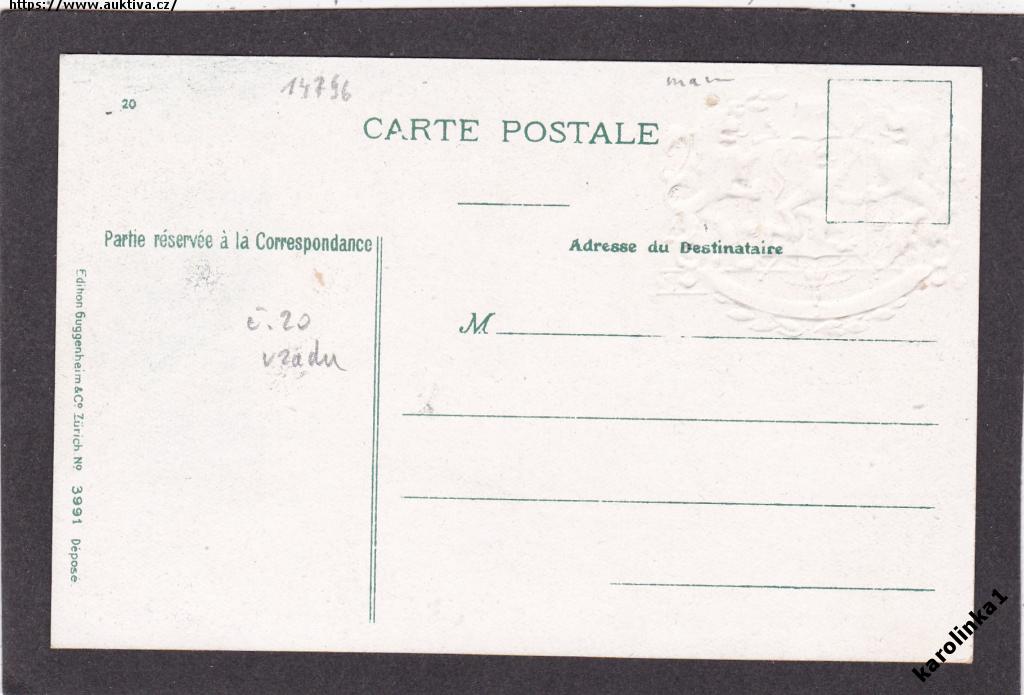 https://www.auktiva.cz/
20
14796
CARTE POSTALE
Partie réservée à la Correspondance
Adresse du Destinataire
č. 20
vzadu
M
Edition Guggenheim & Cº Zürich Nº 3991 Déposé.
karolinka1